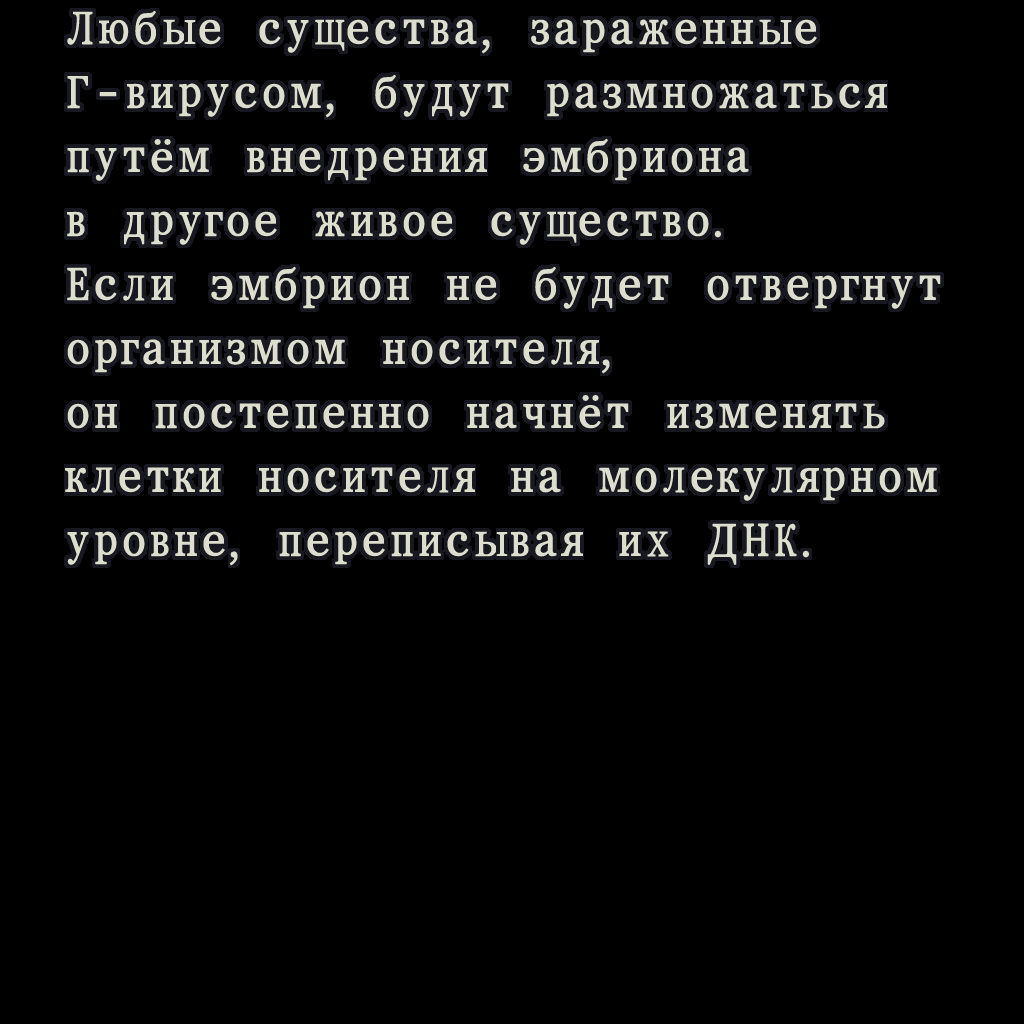 Любые существа, зараженные
Г-вирусом, будут размножаться
путём внедрения эмбриона
в другое живое существо.
Если эмбрион не будет отвергнут
организмом носителя,
он постепенно начнёт изменять
клетки носителя на молекулярном
уровне, переписывая их ДНК.